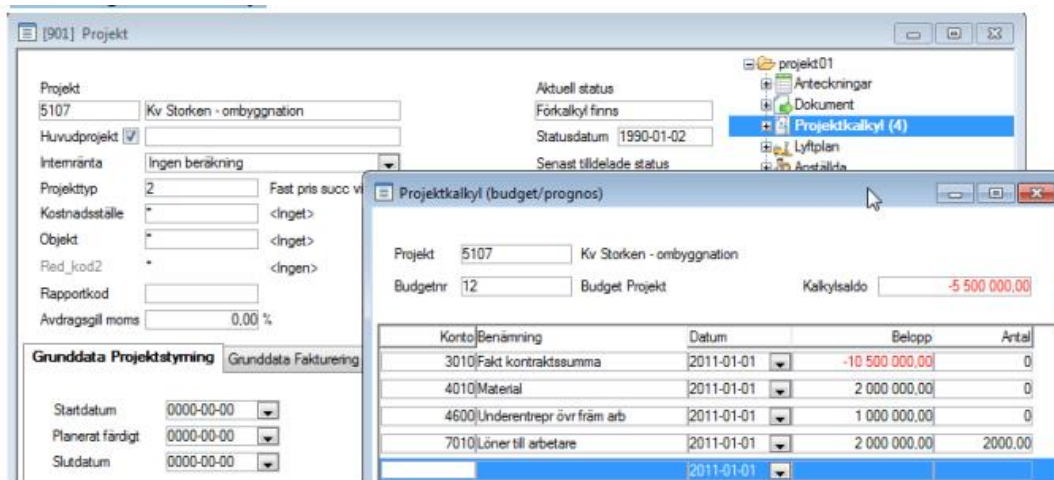 [901] Projekt
Projekt
5107 Kv Storken - ombyggnation
Huvudprojekt
Internränta Ingen beräkning
Projekttyp 2 Fast pris succ vi
Kostnadsställe * <Inget>
Objekt * <Inget>
Red_kod2 * <Ingen>
Rapportkod
Avdragsgill moms 0,00 %
Grunddata Projektstyrning Grunddata Fakturering
Startdatum 0000-00-00
Planerat färdigt 0000-00-00
Slutdatum 0000-00-00
Aktuell status
Förkalkyl finns
Statusdatum 1990-01-02
Senast tilldelade status
projekt01
Anteckningar
Dokument
Projektkalkyl (4)
Lyftplan
Anställda
Projektkalkyl (budget/prognos)
Projekt 5107 Kv Storken - ombyggnation
Budgetnr 12 Budget Projekt Kalkylsaldo -5 500 000,00
Konto Benämning Datum Belopp Antal
3010 Fakt kontraktssumma 2011-01-01 -10 500 000,00 0
4010 Material 2011-01-01 2 000 000,00 0
4600 Underentrepr övr främ arb 2011-01-01 1 000 000,00 0
7010 Löner till arbetare 2011-01-01 2 000 000,00 2000,00
2011-01-01